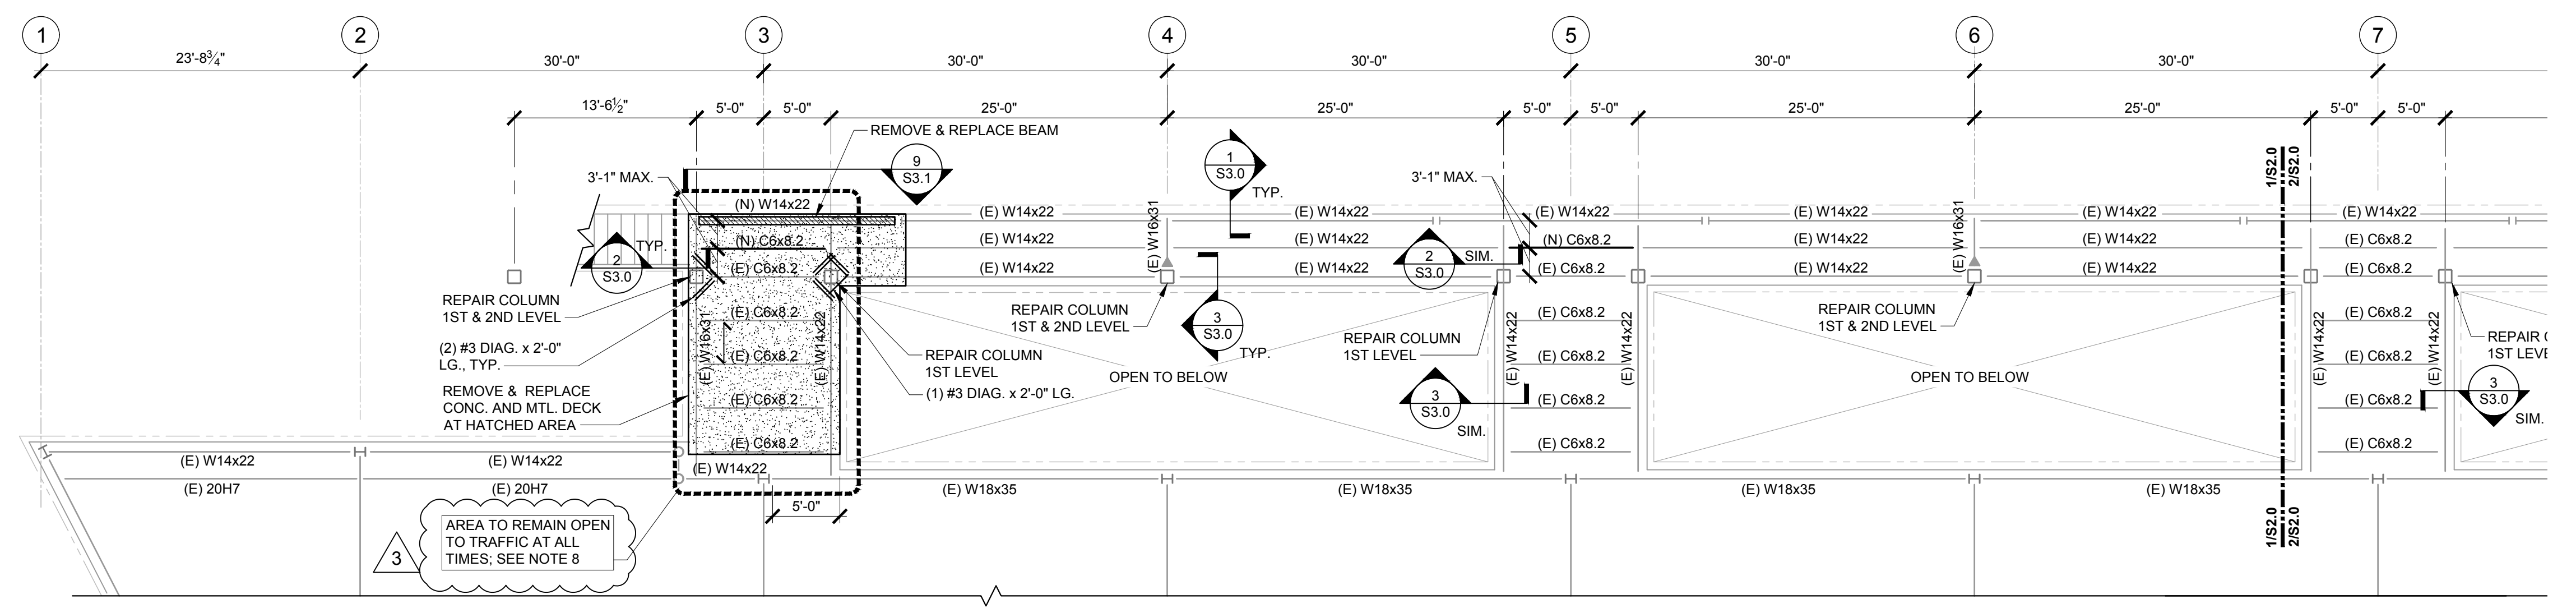 1 2 3 4 5 6 7
23'-8¾" 30'-0" 30'-0" 30'-0" 30'-0" 30'-0"
13'-6½" 5'-0" 5'-0" 25'-0" 25'-0" 5'-0" 5'-0" 25'-0" 25'-0" 5'-0" 5'-0"
REMOVE & REPLACE BEAM
9
S3.1
1
S3.0
TYP.
1/S2.0
2/S2.0
3'-1" MAX.
3'-1" MAX.
(N) W14x22
(E) W14x22 (E) W14x22 (E) W14x22 (E) W14x22 (E) W14x22 (E) W14x22
(E) W16x31 (E) W16x31
TYP.
2
S3.0
(N) C6x8.2
(E) W14x22 (E) W14x22
2
S3.0
SIM.
(N) C6x8.2
(E) W14x22 (E) W14x22 (E) C6x8.2
(E) C6x8.2
(E) W14x22 (E) W14x22 (E) C6x8.2 (E) W14x22 (E) W14x22 (E) C6x8.2
REPAIR COLUMN
1ST & 2ND LEVEL
(2) #3 DIAG. x 2'-0"
LG., TYP.
REMOVE & REPLACE
CONC. AND MTL. DECK
AT HATCHED AREA
(E) W16x31
(E) C6x8.2
(E) C6x8.2
(E) C6x8.2
(E) C6x8.2
(E) W14x22
REPAIR COLUMN
1ST LEVEL
(1) #3 DIAG. x 2'-0" LG.
REPAIR COLUMN
1ST & 2ND LEVEL
3
S3.0
TYP.
OPEN TO BELOW
REPAIR COLUMN
1ST LEVEL
3
S3.0
SIM.
(E) W14x22
(E) C6x8.2
(E) C6x8.2
(E) C6x8.2
(E) C6x8.2
(E) W14x22
REPAIR COLUMN
1ST & 2ND LEVEL
OPEN TO BELOW
(E) W14x22
(E) C6x8.2
(E) C6x8.2
(E) C6x8.2
(E) C6x8.2
(E) W14x22
REPAIR C
1ST LEVE
3
S3.0
SIM.
(E) W14x22 (E) W14x22 (E) W14x22
(E) 20H7 (E) 20H7 (E) W18x35 (E) W18x35 (E) W18x35 (E) W18x35
5'-0"
3
AREA TO REMAIN OPEN
TO TRAFFIC AT ALL
TIMES; SEE NOTE 8
1/S2.0
2/S2.0